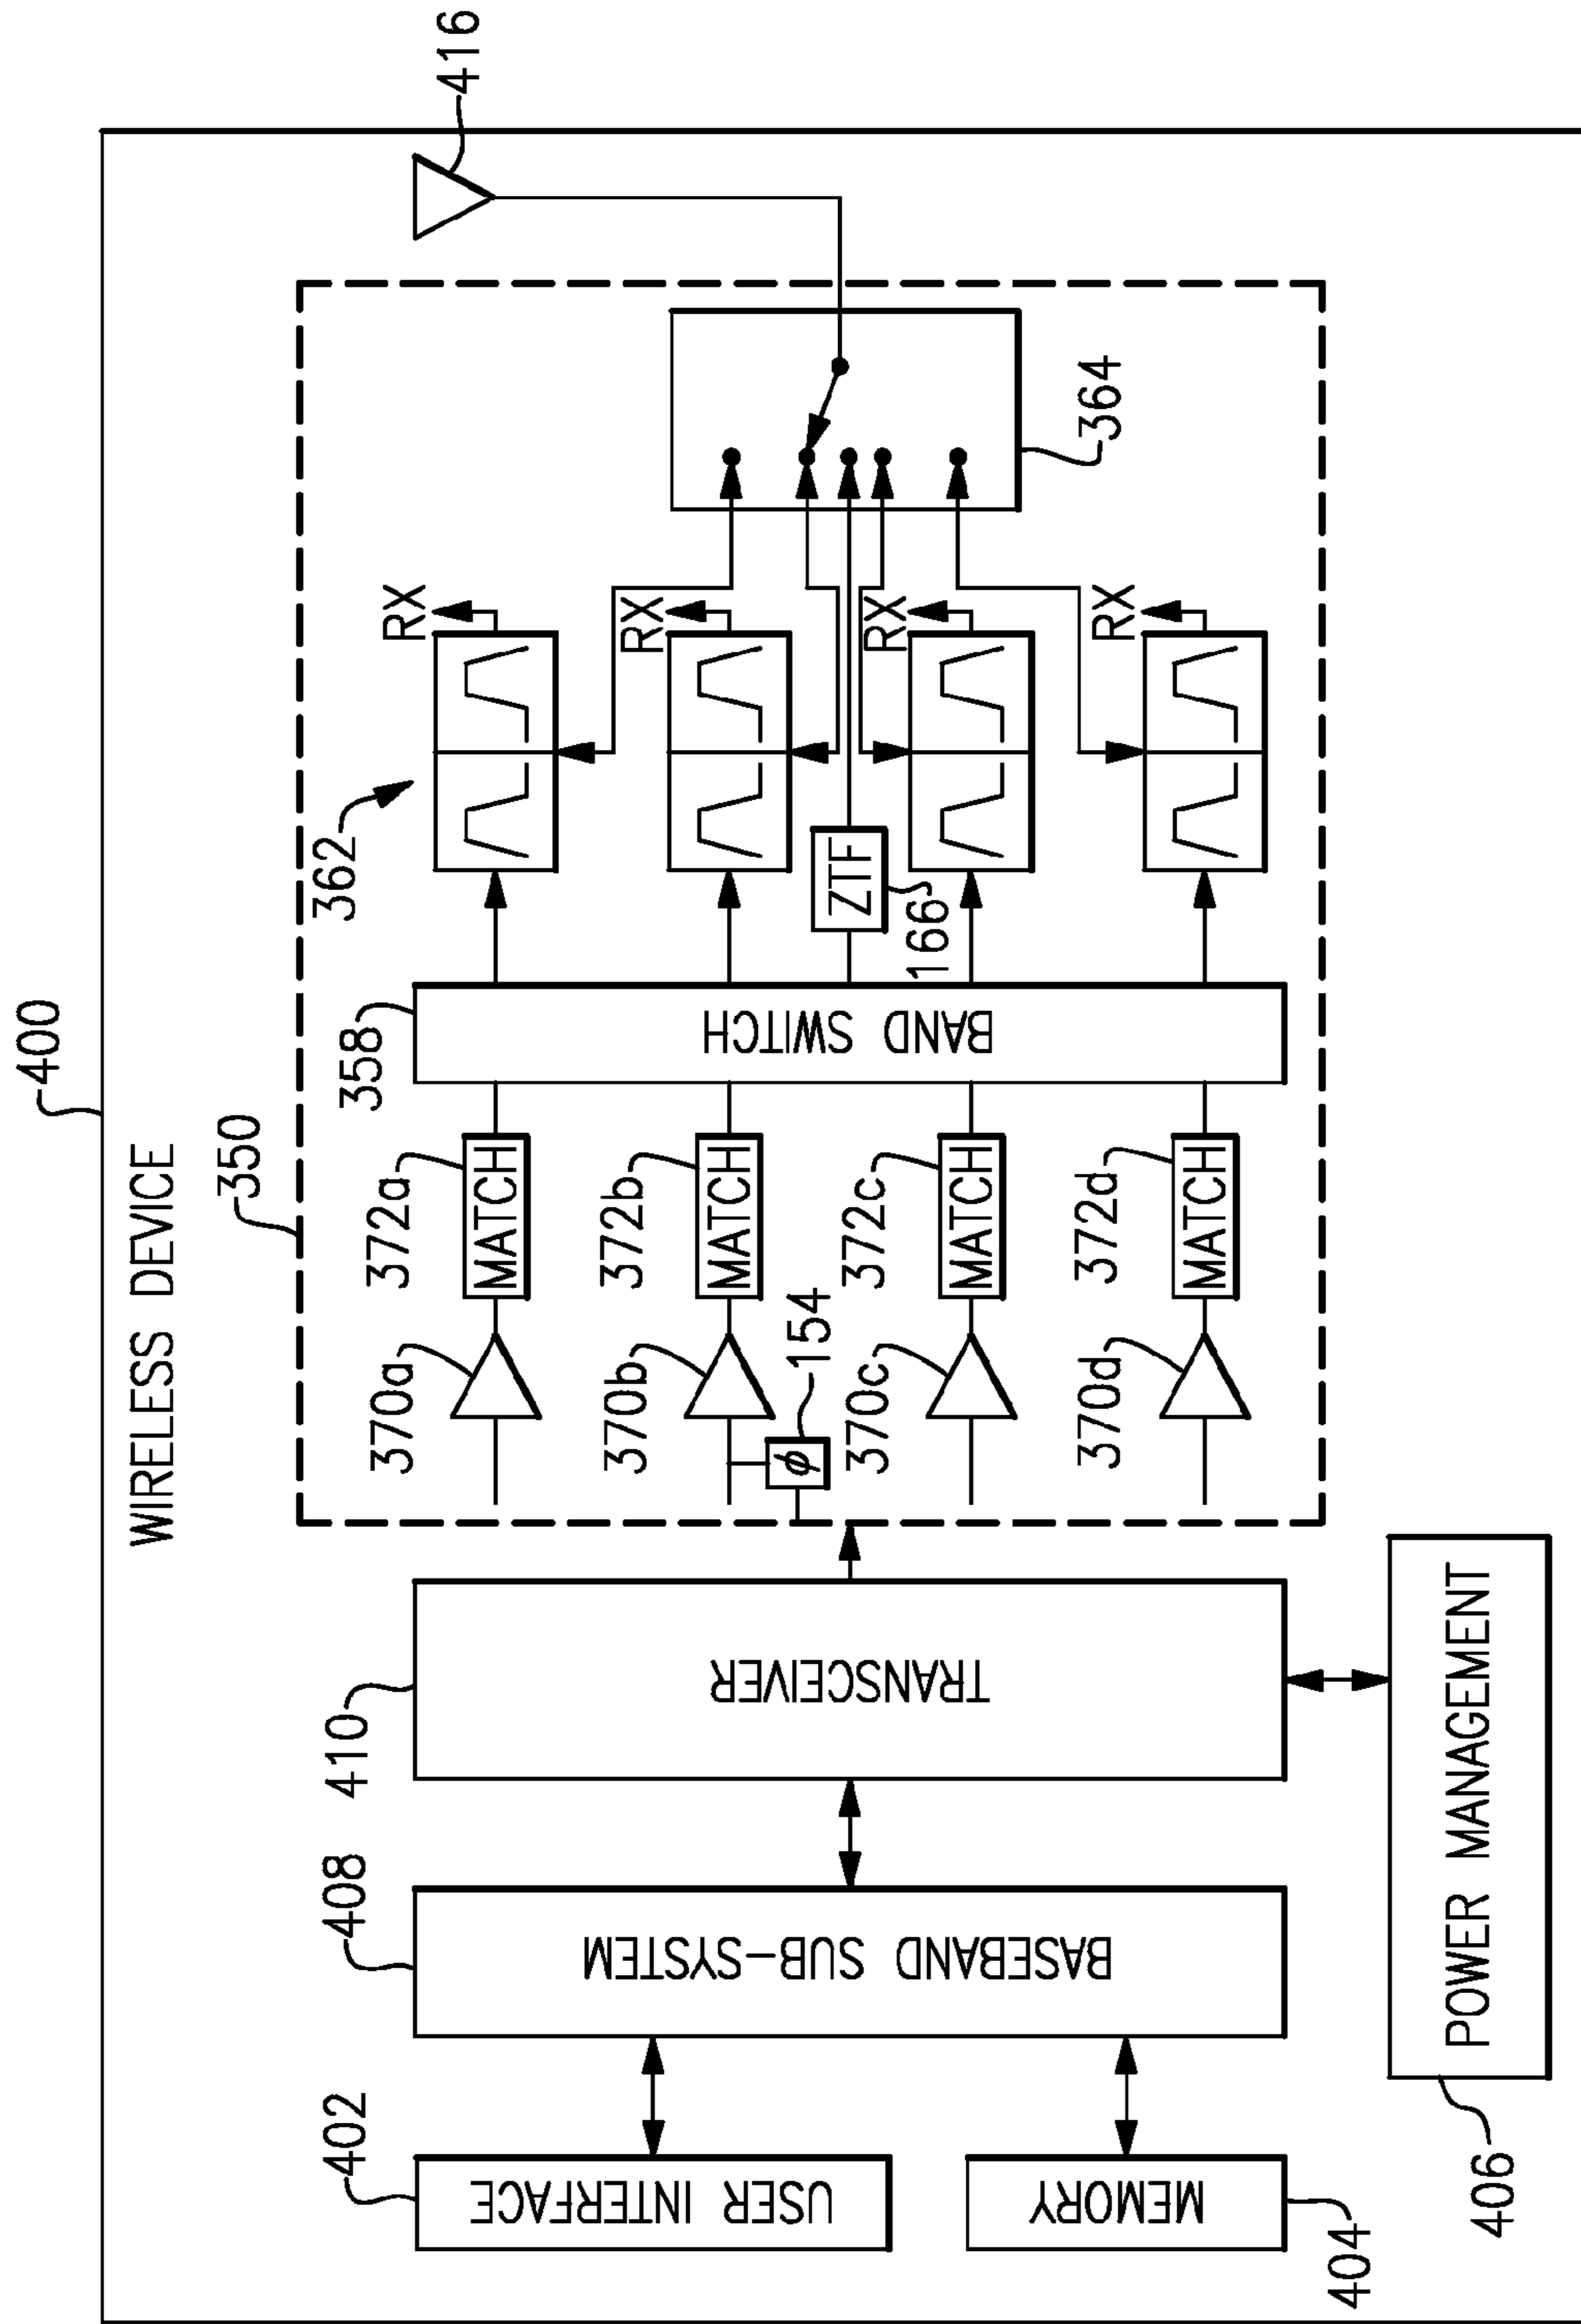 400
WIRELESS DEVICE
350
416
410
408
402
358
362
RX
RX
RX
RX
372a
MATCH
370a
372b
MATCH
370b
154
ϕ
372c
MATCH
370c
372d
MATCH
370d
BAND SWITCH
ZTF
166
364
TRANSCEIVER
BASEBAND SUB-SYSTEM
USER INTERFACE
MEMORY
404
POWER MANAGEMENT
406